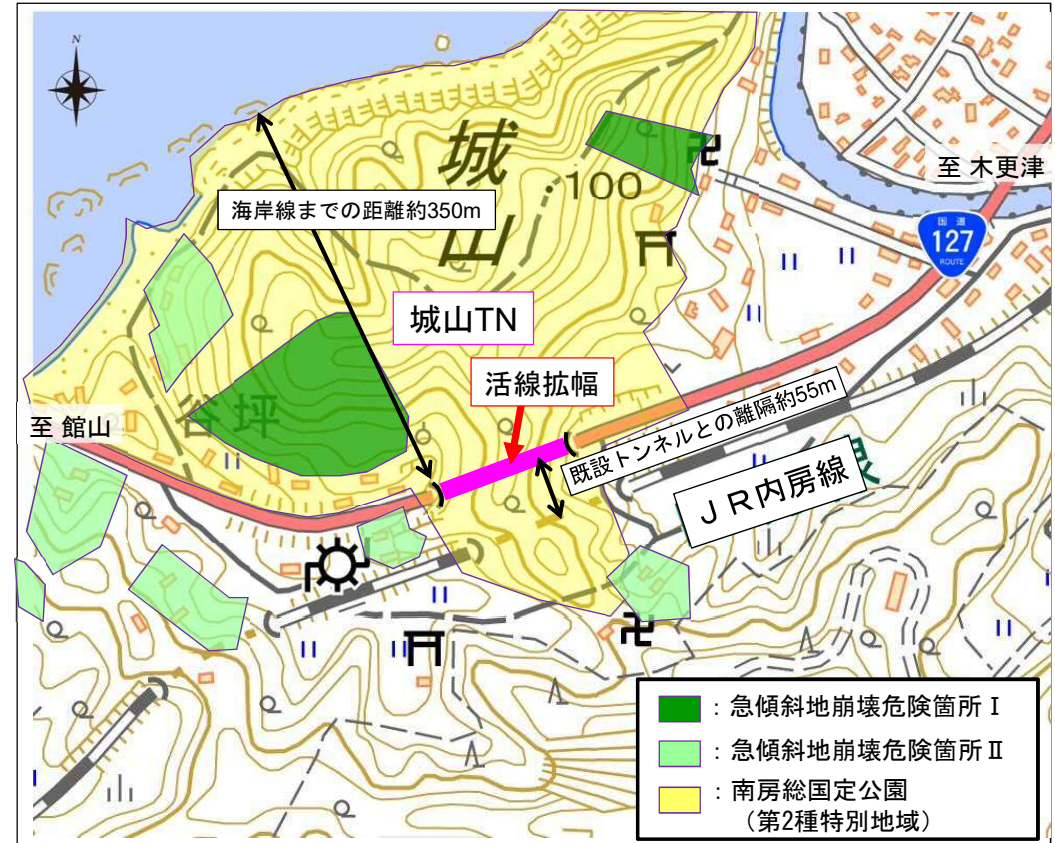 N
城山
・100
至 木更津
海岸線までの距離約350m
国道
127
ROUTE
城山TN
活線拡幅
谷坪
至 館山
既設トンネルとの離隔約55m
ＪＲ内房線
：急傾斜地崩壊危険箇所Ⅰ
：急傾斜地崩壊危険箇所Ⅱ
：南房総国定公園
（第2種特別地域）